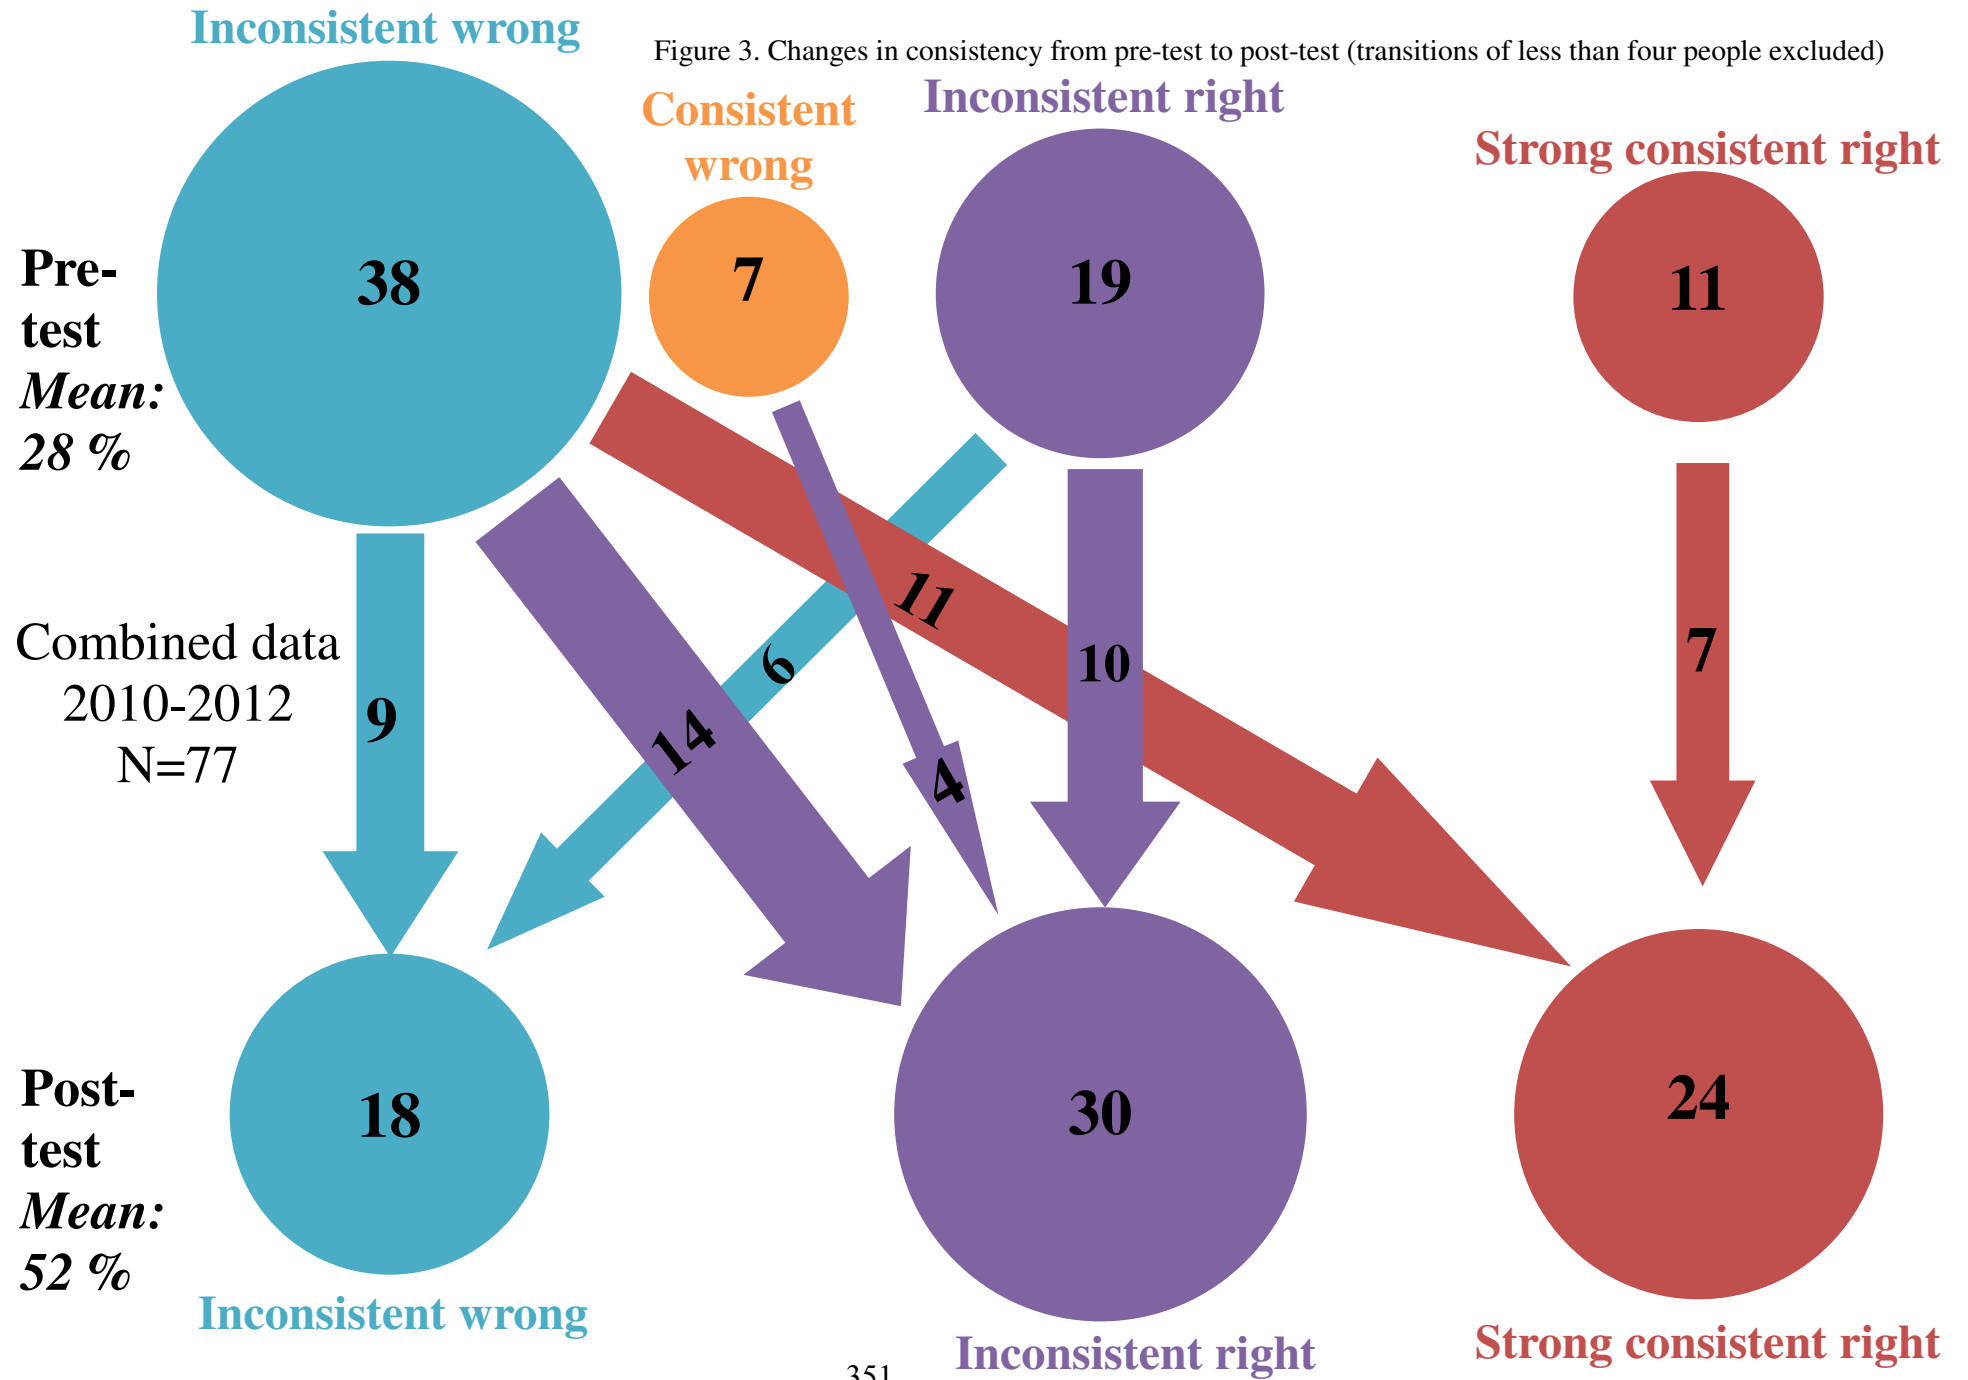 Inconsistent wrong
Figure 3. Changes in consistency from pre-test to post-test (transitions of less than four people excluded)
Consistent
wrong
Inconsistent right
Strong consistent right
Pre-
test
Mean:
28 %
38
7
19
11
Combined data
2010-2012
N=77
9
14
6
11
4
10
7
Post-
test
Mean:
52 %
18
30
24
Inconsistent wrong
Inconsistent right
Strong consistent right
351